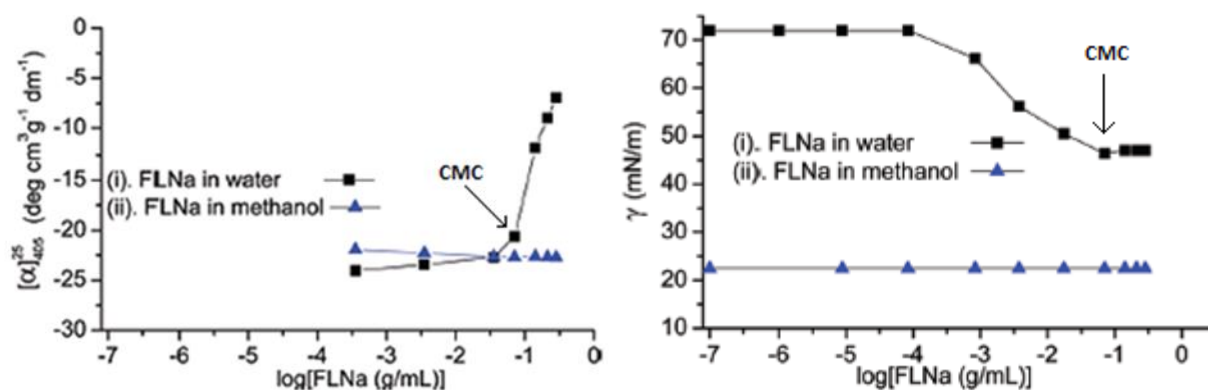 0
-5
-10
-15
-20
-25
-30
[α]²⁵₄₀₅ (deg cm³g⁻¹ dm⁻¹)
(i). FLNa in water
(ii). FLNa in methanol
CMC
-7 -6 -5 -4 -3 -2 -1 0
log[FLNa (g/mL)]
70
60
50
40
30
20
10
γ (mN/m)
CMC
(i). FLNa in water
(ii). FLNa in methanol
-7 -6 -5 -4 -3 -2 -1 0
log[FLNa (g/mL)]